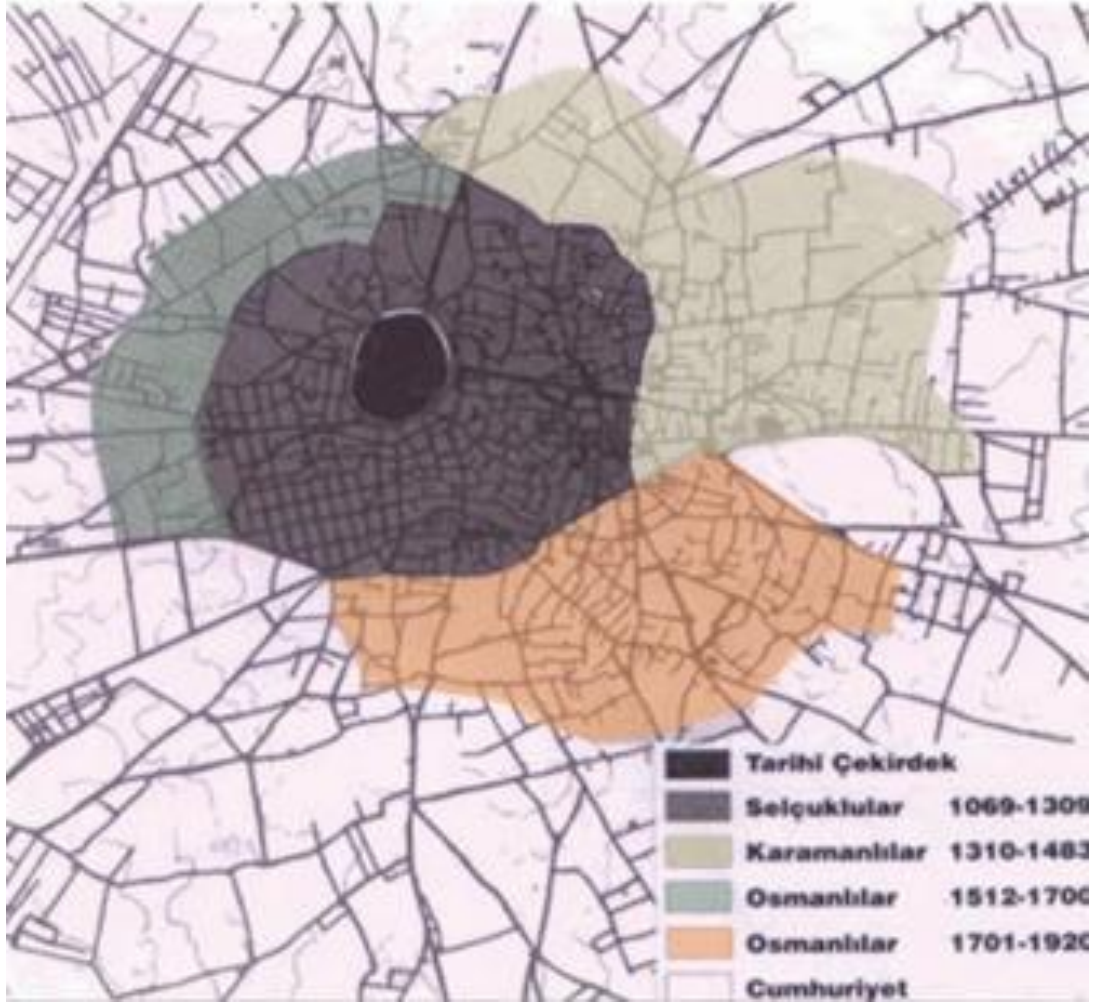 Tarihi Çekirdek
Selçuklular 1069-1309
Karamanlılar 1310-1483
Osmanlılar 1512-1700
Osmanlılar 1701-1920
Cumhuriyet